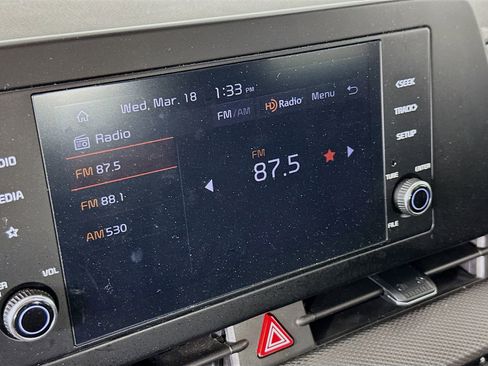 Wed, Mar. 18 1:33 PM
Radio FM/AM HD Radio Menu
FM 87.5
FM 88.1
AM 530
FM
87.5
<SEEK
TRACK>
SETUP
TUNE ENTER
FILE
VOL